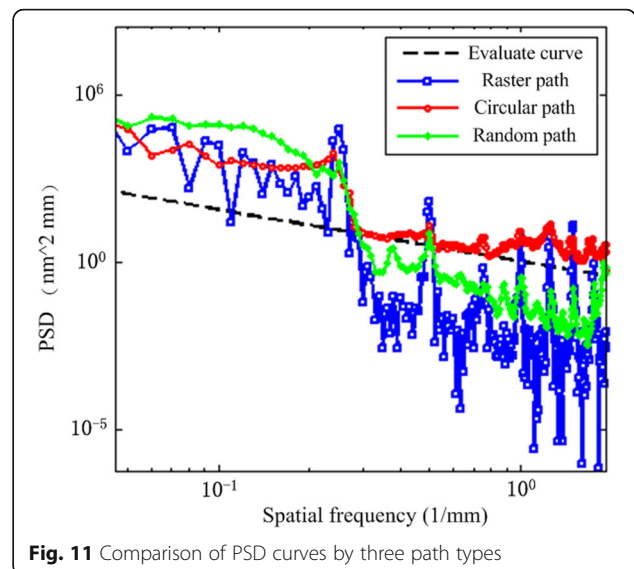 Evaluate curve
Raster path
Circular path
Random path
10^6
10^0
10^-5
PSD （ nm^2 mm)
10^-1
10^0
Spatial frequency (1/mm)
Fig. 11 Comparison of PSD curves by three path types